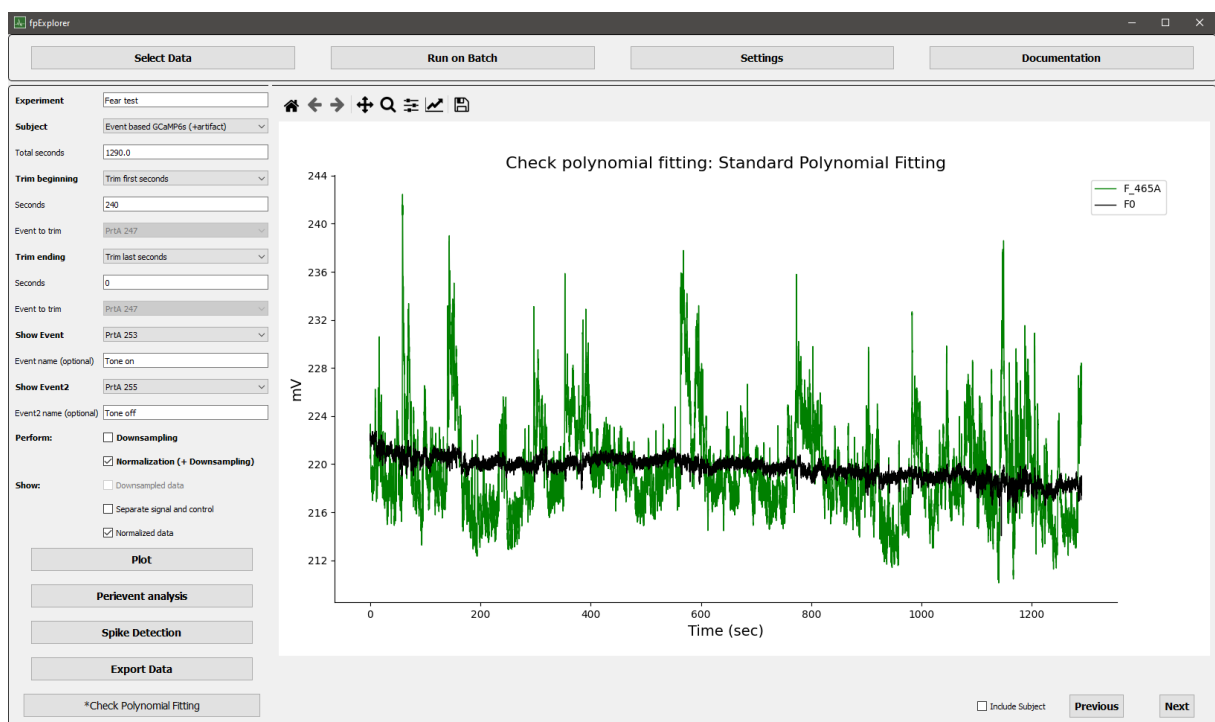 fpExplorer
Select Data
Run on Batch
Settings
Documentation
Experiment Fear test
Subject Event based GCaMP6s (+artifact)
Total seconds 1290.0
Trim beginning Trim first seconds
Seconds 240
Event to trim PrtA 247
Trim ending Trim last seconds
Seconds 0
Event to trim PrtA 247
Show Event PrtA 253
Event name (optional) Tone on
Show Event2 PrtA 255
Event2 name (optional) Tone off
Perform: Downsampling
Normalization (+ Downsampling)
Show: Downsampled data
Separate signal and control
Normalized data
Plot
Perievent analysis
Spike Detection
Export Data
*Check Polynomial Fitting
Check polynomial fitting: Standard Polynomial Fitting
F_465A
F0
mV
244
240
236
232
228
224
220
216
212
0 200 400 600 800 1000 1200
Time (sec)
Include Subject
Previous
Next